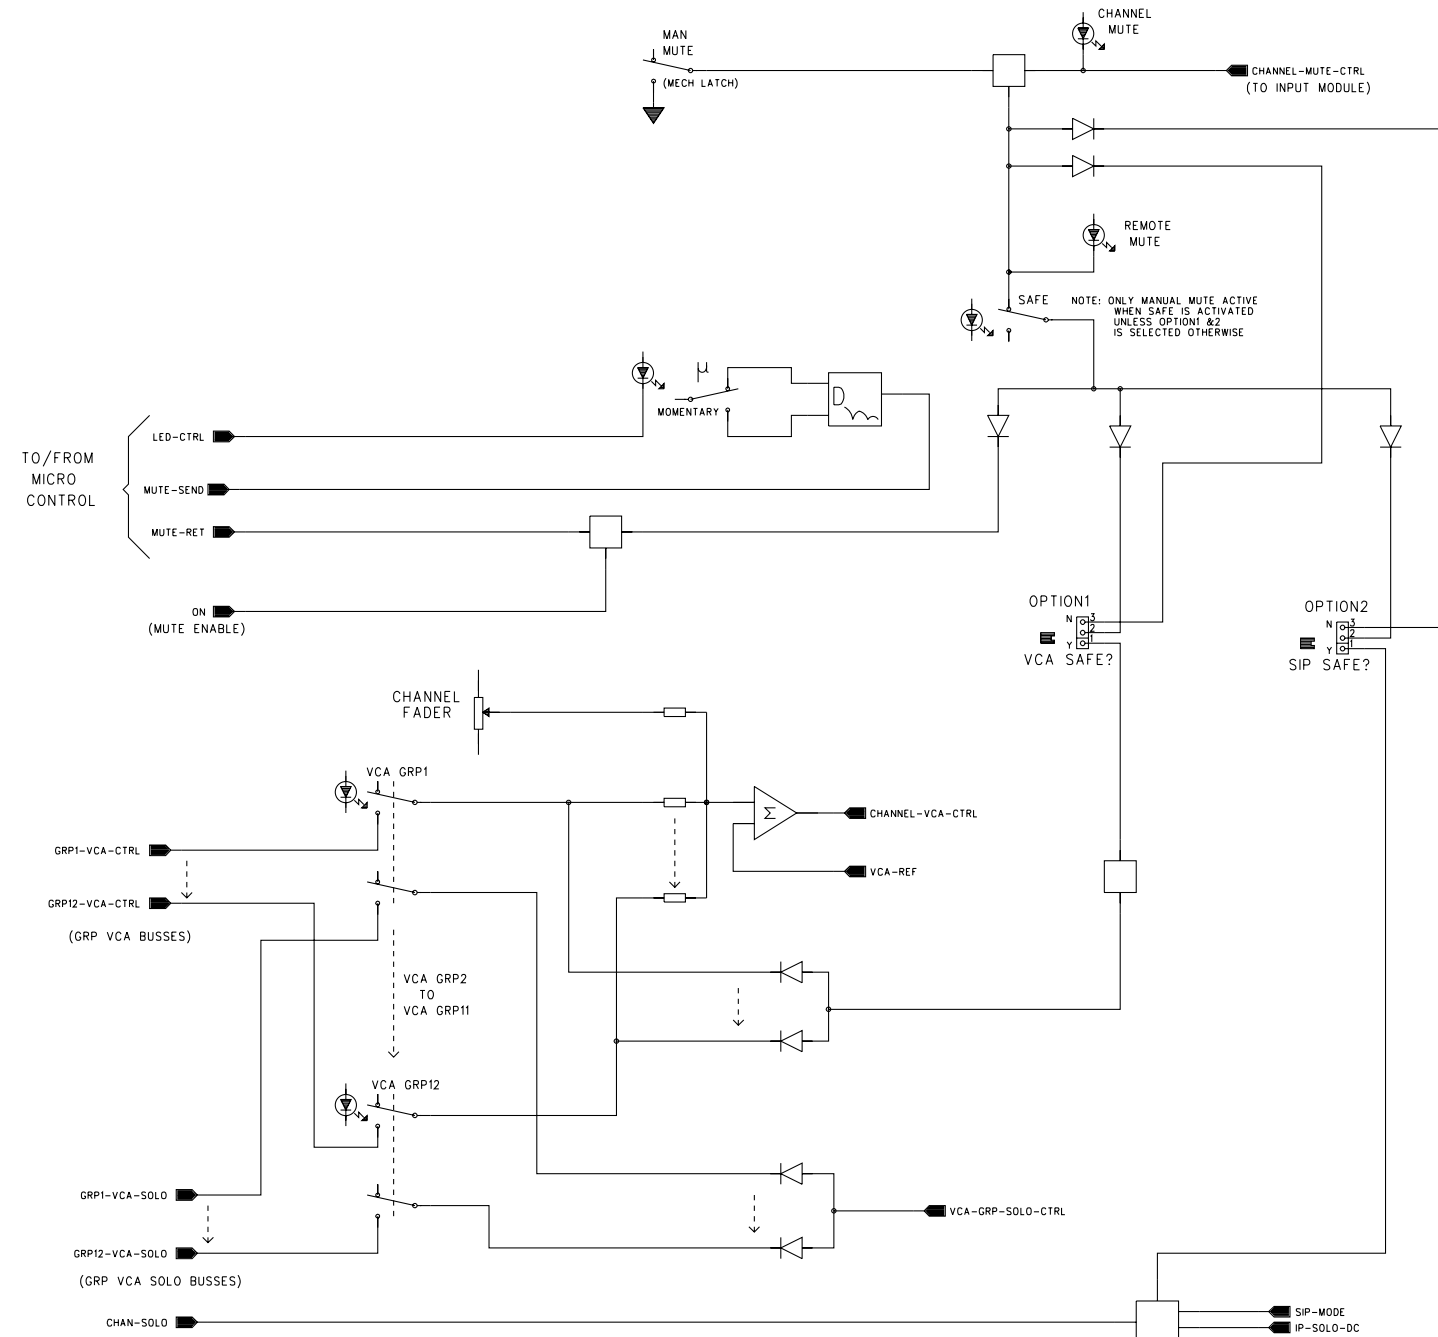 CHANNEL
MUTE
MAN
MUTE
(MECH LATCH)
CHANNEL-MUTE-CTRL
(TO INPUT MODULE)
REMOTE
MUTE
SAFE
NOTE: ONLY MANUAL MUTE ACTIVE
WHEN SAFE IS ACTIVATED
UNLESS OPTION1 &2
IS SELECTED OTHERWISE
µ
MOMENTARY
D
TO/FROM
MICRO
CONTROL
LED-CTRL
MUTE-SEND
MUTE-RET
ON
(MUTE ENABLE)
OPTION1
N 3
2
Y 1
VCA SAFE?
OPTION2
N 3
2
Y 1
SIP SAFE?
CHANNEL
FADER
VCA GRP1
Σ
CHANNEL-VCA-CTRL
VCA-REF
GRP1-VCA-CTRL
GRP12-VCA-CTRL
(GRP VCA BUSSES)
VCA GRP2
TO
VCA GRP11
VCA GRP12
GRP1-VCA-SOLO
GRP12-VCA-SOLO
(GRP VCA SOLO BUSSES)
VCA-GRP-SOLO-CTRL
CHAN-SOLO
SIP-MODE
IP-SOLO-DC